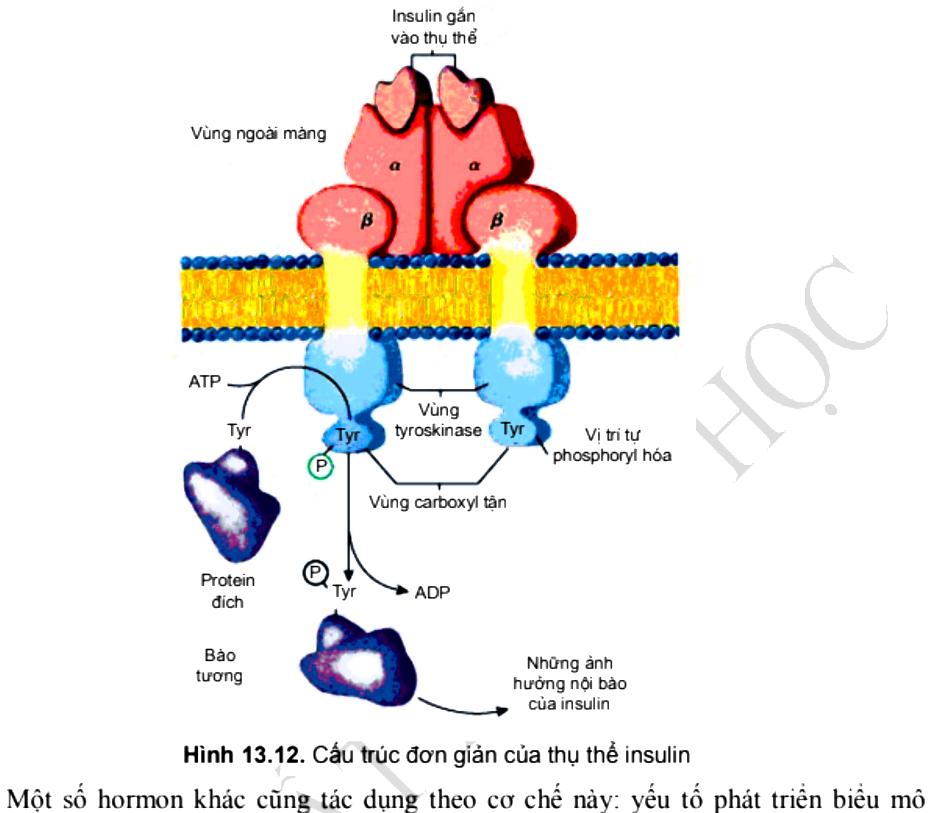 Insulin gắn
vào thụ thể
Vùng ngoài màng
α
α
β
β
ATP
Tyr
Vùng
tyroskinase
Tyr
Tyr
Vị trí tự
phosphoryl hóa
P
Vùng carboxyl tận
Protein
đích
P
Tyr
ADP
Bào
tương
Những ảnh
hưởng nội bào
của insulin
HỌC
Hình 13.12. Cấu trúc đơn giản của thụ thể insulin
Một số hormon khác cũng tác dụng theo cơ chế này: yếu tố phát triển biểu mô